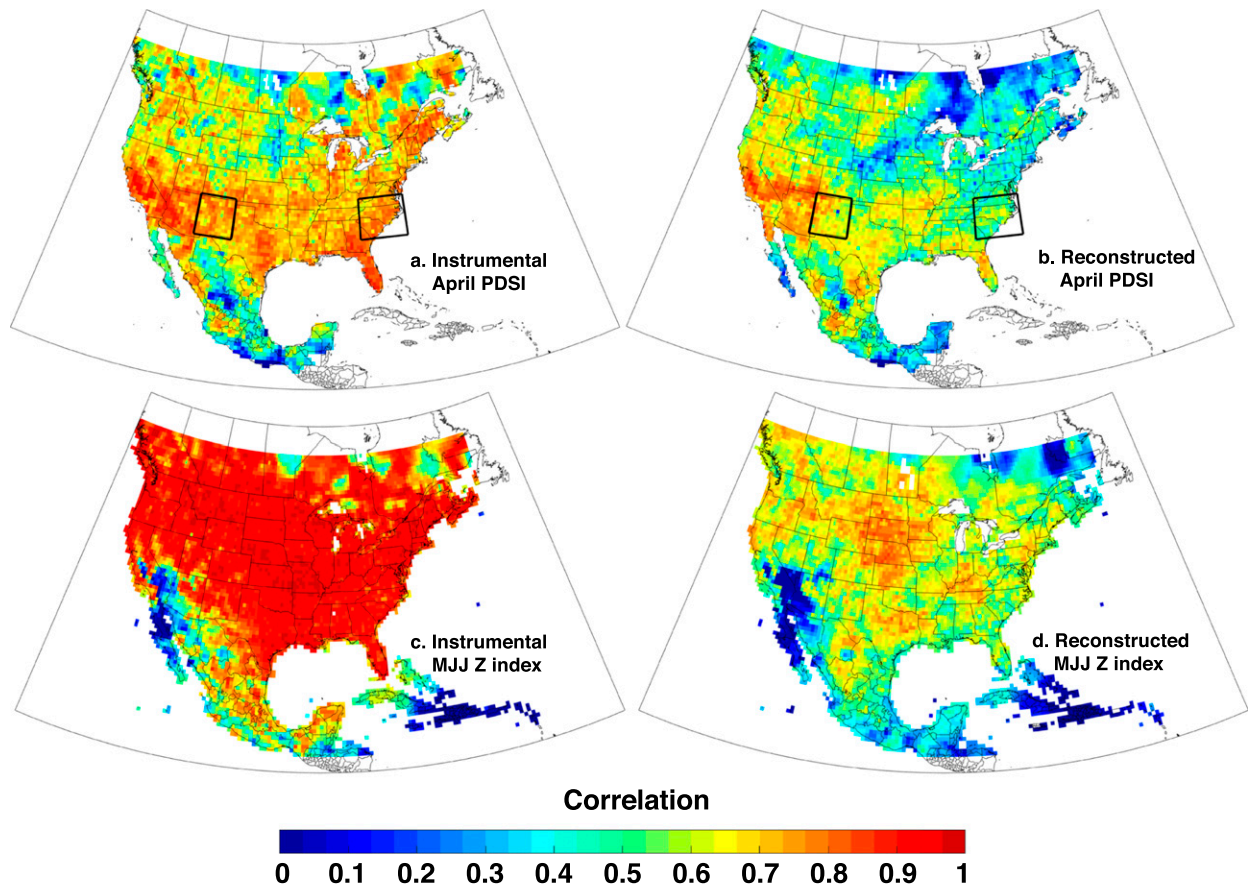 a. Instrumental
April PDSI
b. Reconstructed
April PDSI
c. Instrumental
MJJ Z index
d. Reconstructed
MJJ Z index
Correlation
0 0.1 0.2 0.3 0.4 0.5 0.6 0.7 0.8 0.9 1